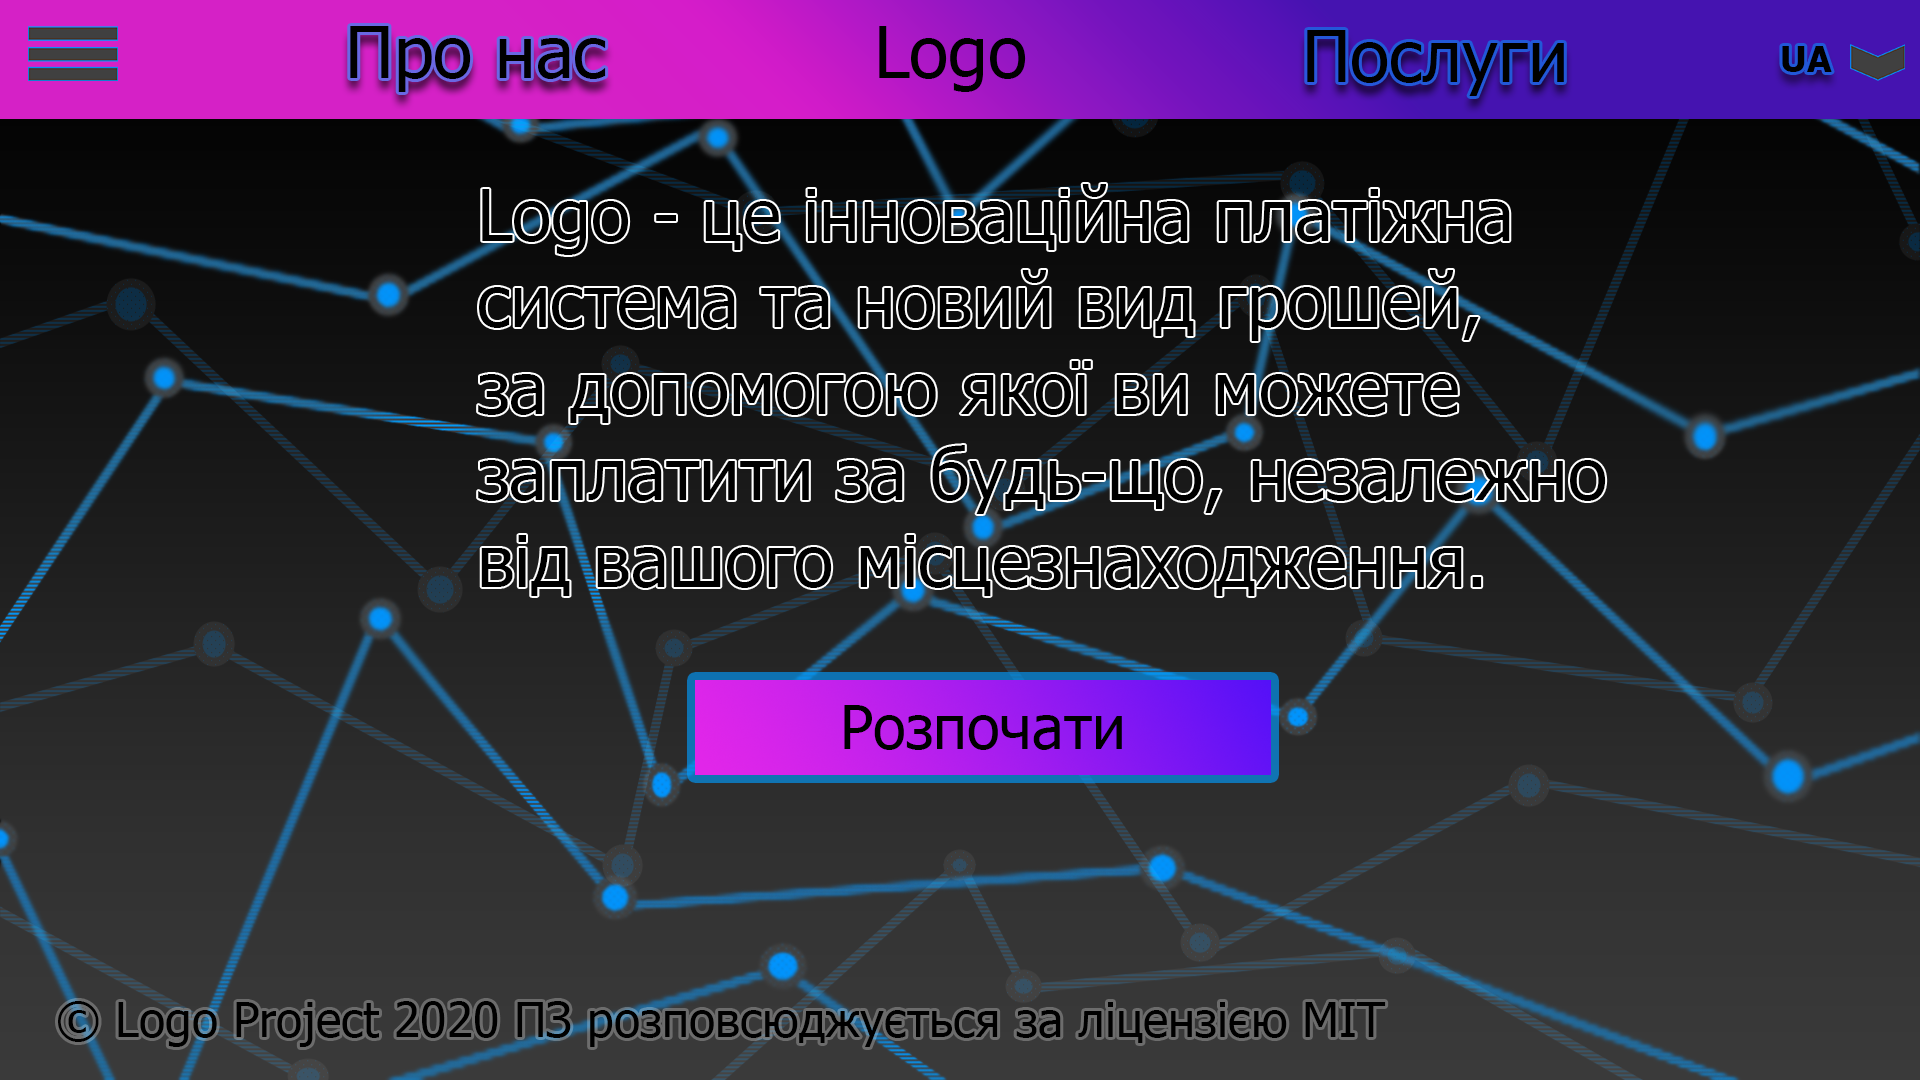 Про нас
Logo
Послуги
UA
Logo - це інноваційна платіжна
система та новий вид грошей,
за допомогою якої ви можете
заплатити за будь-що, незалежно
від вашого місцезнаходження.
Розпочати
© Logo Project 2020 ПЗ розповсюджується за ліцензією MIT